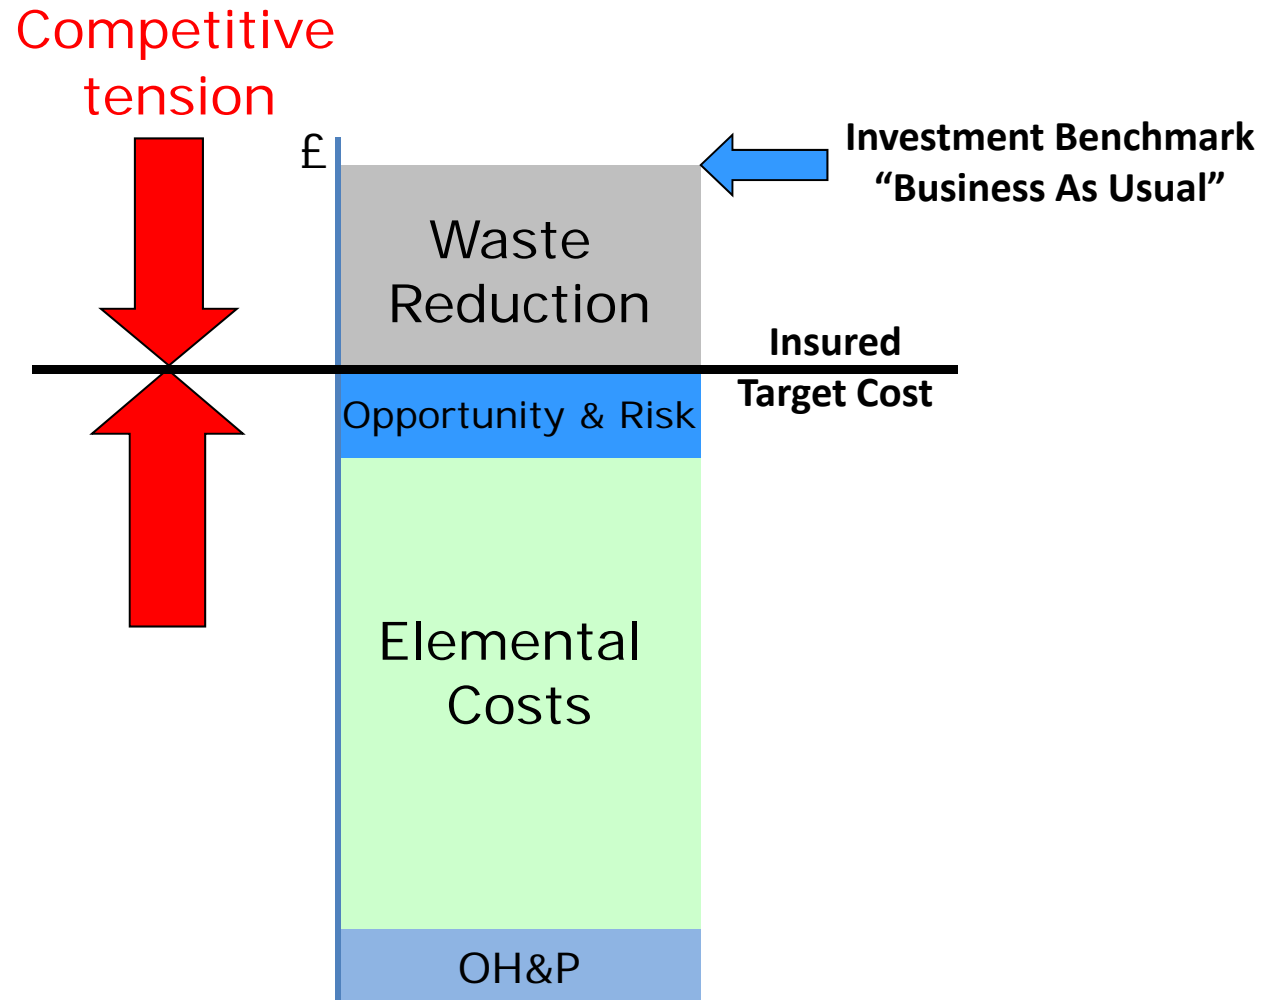 Competitive
tension
£
Investment Benchmark
“Business As Usual”
Waste
Reduction
Insured
Target Cost
Opportunity & Risk
Elemental
Costs
OH&P